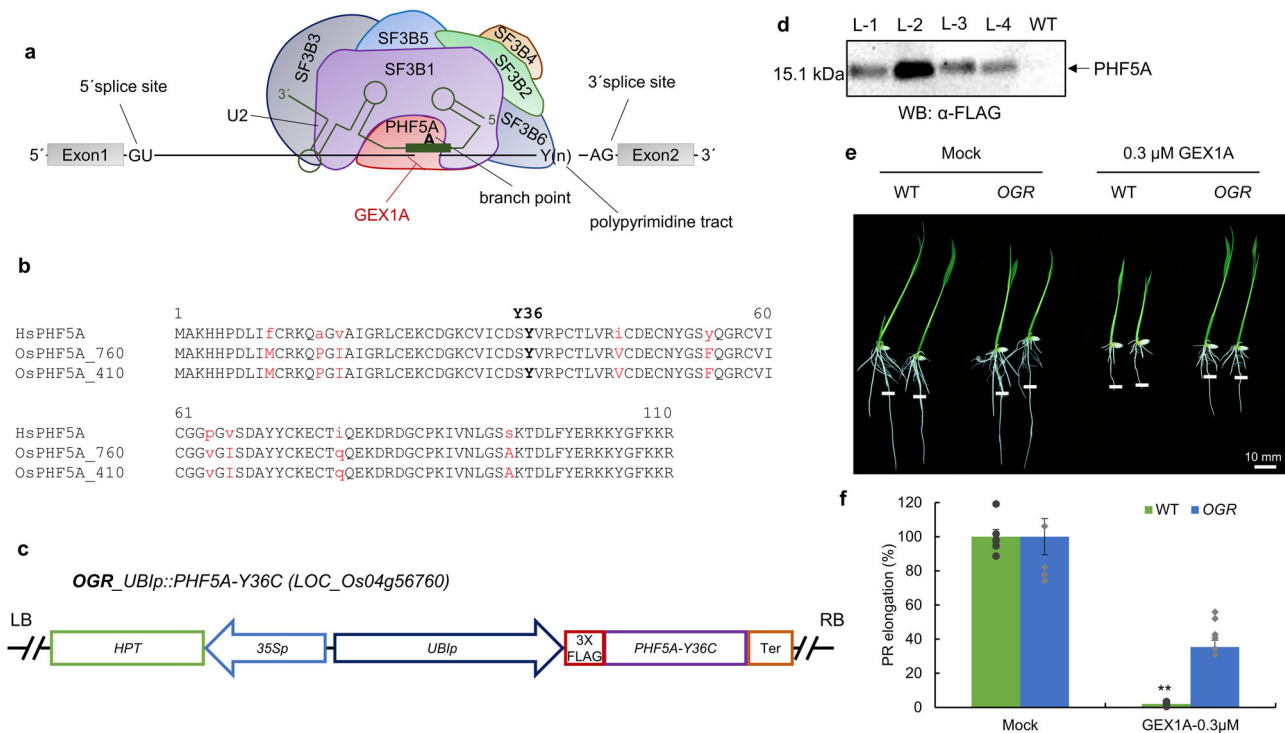 a
5´splice site
U2
3´
SF3B3
SF3B5
SF3B1
SF3B4
SF3B2
SF3B6
5
PHF5A
A
3´splice site
5´
Exon1
GU
Y(n)
AG
Exon2
3´
GEX1A
branch point
polypyrimidine tract
b
1
Y36
60
HsPHF5A MAKHHPDLIfCRKQaGvAIGRLCEKCDGKCVICDSYVRPCTLVRiCDECNYGSyQGRCVI
OsPHF5A_760 MAKHHPDLIMCRKQPGIAIGRLCEKCDGKCVICDSYVRPCTLVRVCDECNYGSFQGRCVI
OsPHF5A_410 MAKHHPDLIMCRKQPGIAIGRLCEKCDGKCVICDSYVRPCTLVRVCDECNYGSFQGRCVI
61 110
HsPHF5A CGGpGvSDAYYCKECTiQEKDRDGCPKIVNLGSsKTDLFYERKKYGFKKR
OsPHF5A_760 CGGvGISDAYYCKECTqQEKDRDGCPKIVNLGSAKTDLFYERKKYGFKKR
OsPHF5A_410 CGGvGISDAYYCKECTqQEKDRDGCPKIVNLGSAKTDLFYERKKYGFKKR
c
OGR_UBIp::PHF5A-Y36C (LOC_Os04g56760)
LB
HPT
35Sp
UBIp
3X
FLAG
PHF5A-Y36C
Ter
RB
d
L-1 L-2 L-3 L-4 WT
15.1 kDa
PHF5A
WB: α-FLAG
e
Mock
0.3 µM GEX1A
WT OGR WT OGR
10 mm
f
WT OGR
PR elongation (%)
120
100
80
60
40
20
0
**
Mock
GEX1A-0.3µM